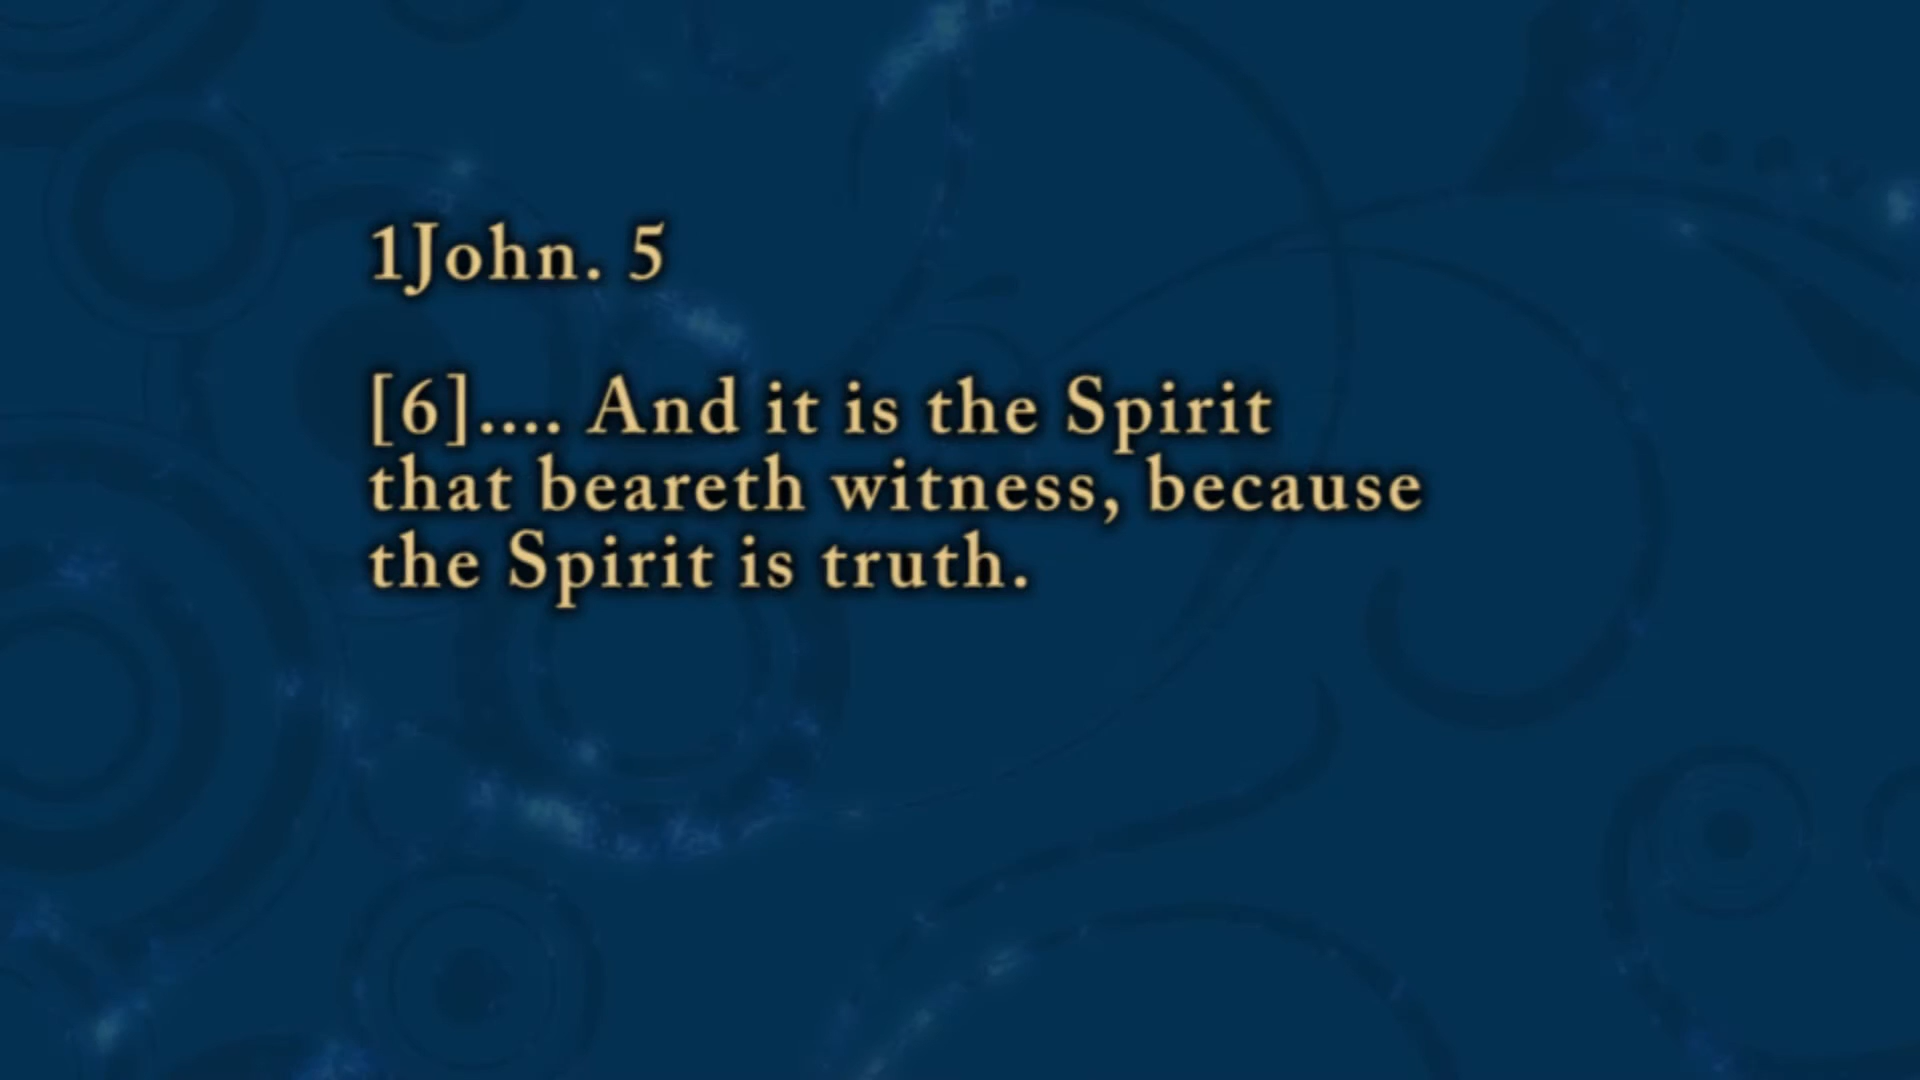 1John. 5
[6].... And it is the Spirit
that beareth witness, because
the Spirit is truth.